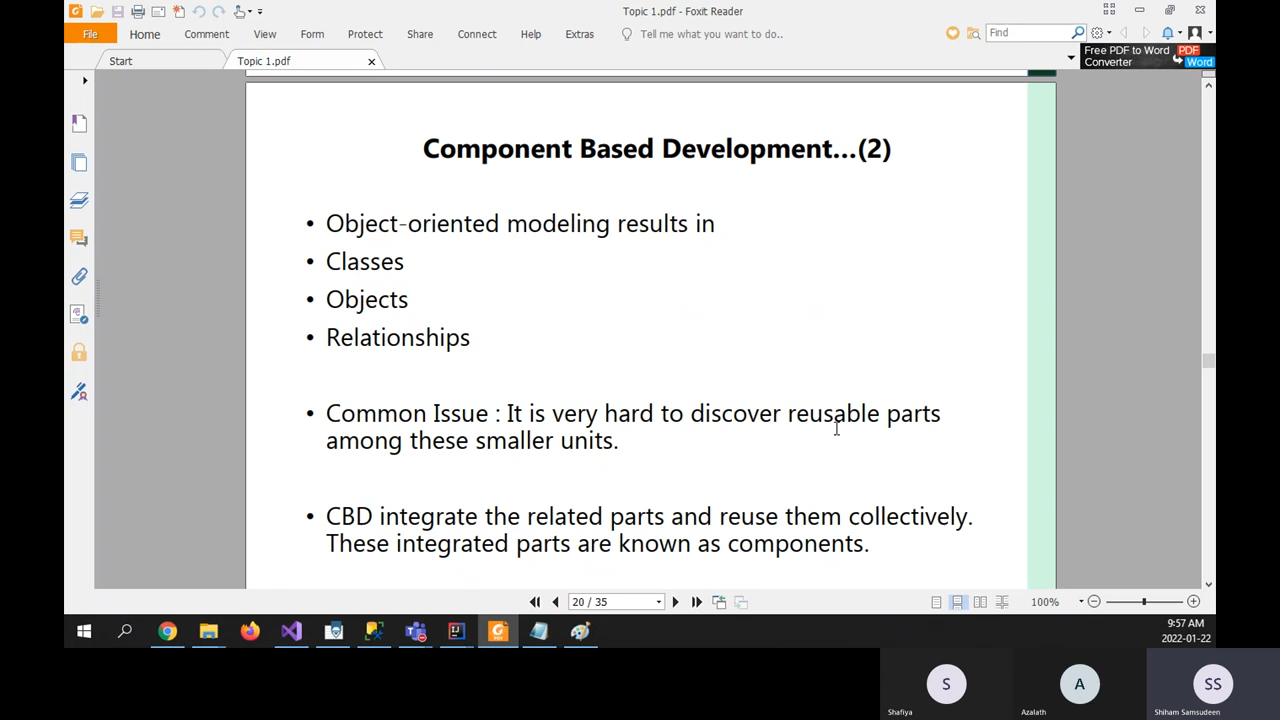 Topic 1.pdf - Foxit Reader
File Home Comment View Form Protect Share Connect Help Extras Tell me what you want to do.. Find
Start Topic 1.pdf
Free PDF to Word PDF
Converter Word
Component Based Development...(2)
• Object-oriented modeling results in
• Classes
• Objects
• Relationships
• Common Issue : It is very hard to discover reusable parts
among these smaller units.
• CBD integrate the related parts and reuse them collectively.
These integrated parts are known as components.
20 / 35 100%
9:57 AM
2022-01-22
S A SS
Shafiya Azalath Shiham Samsudeen